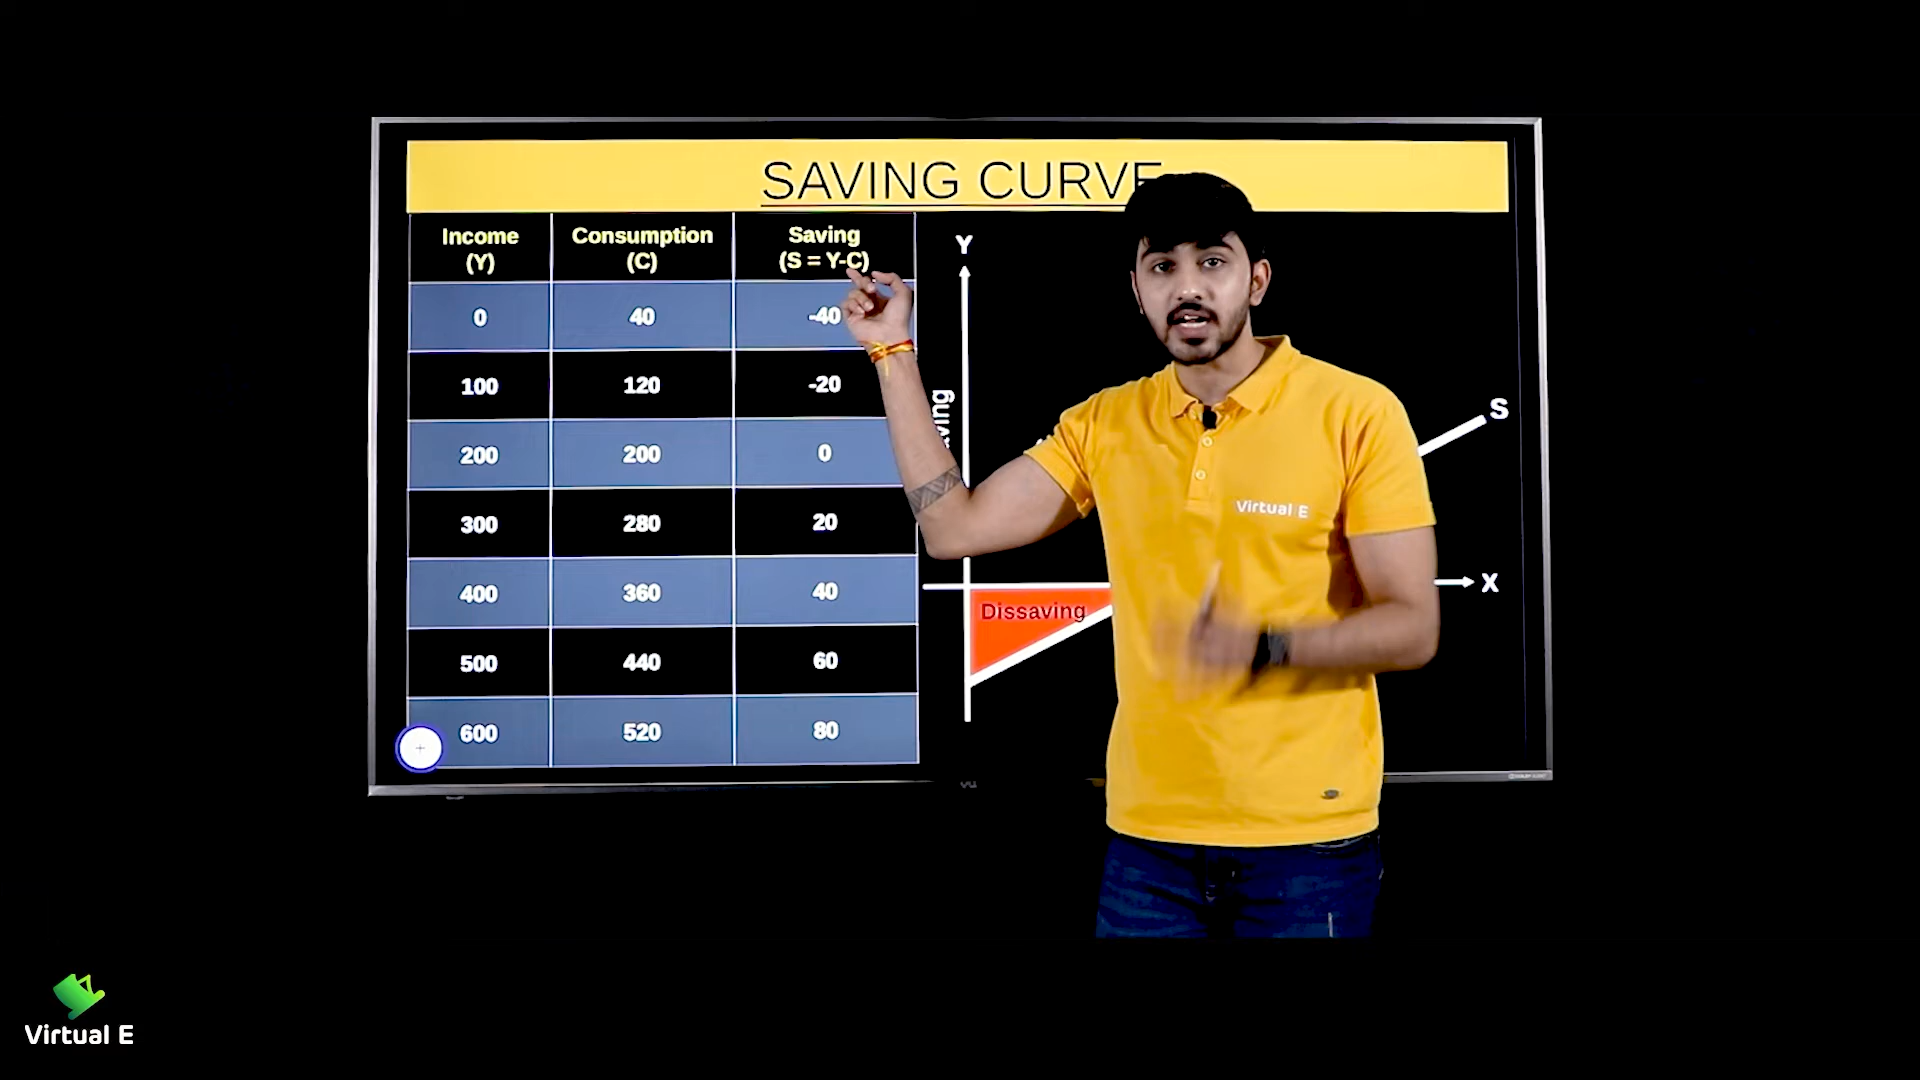 SAVING CURVE
Income
(Y)
Consumption
(C)
Saving
(S = Y-C)
0
40
-40
100
120
-20
200
200
0
300
280
20
400
360
40
500
440
60
600
520
80
Y
S
X
Dissaving
Virtual E
Virtual E